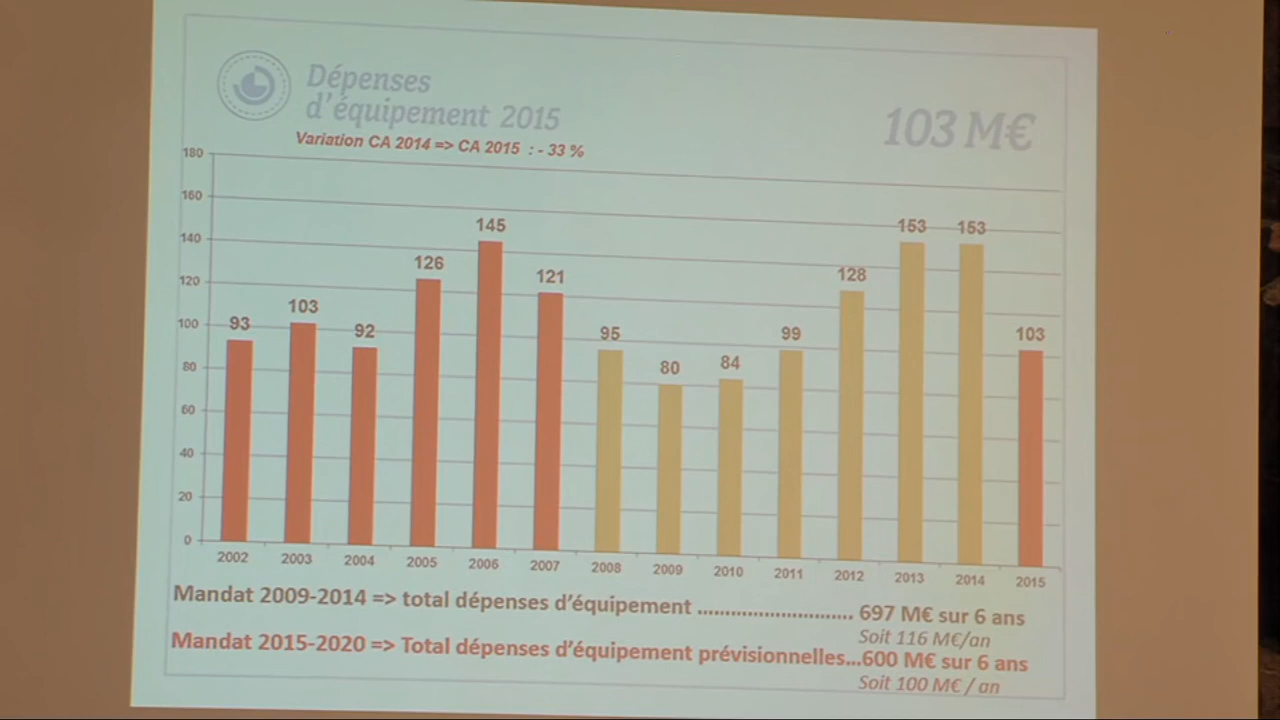 Dépenses
d'équipement 2015
103 M€
Variation CA 2014 => CA 2015 : - 33 %
180
160
140
120
100
80
60
40
20
0
93
103
92
126
145
121
95
80
84
99
128
153
153
103
2002 2003 2004 2005 2006 2007 2008 2009 2010 2011 2012 2013 2014 2015
Mandat 2009-2014 => total dépenses d'équipement ............................ 697 M€ sur 6 ans
Soit 116 M€/an
Mandat 2015-2020 => Total dépenses d'équipement prévisionnelles...600 M€ sur 6 ans
Soit 100 M€ / an